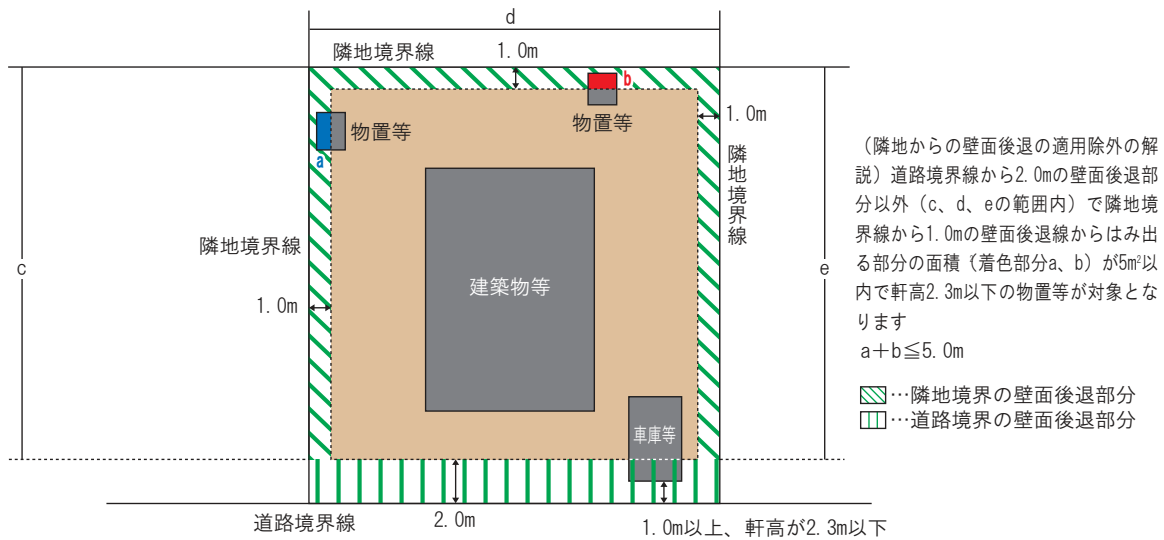 d
隣地境界線
1.0m
b
物置等
1.0m
物置等
a
隣地境界線
隣地境界線
c
e
建築物等
1.0m
車庫等
道路境界線
2.0m
1.0m以上、軒高が2.3m以下
（隣地からの壁面後退の適用除外の解
説）道路境界線から2.0mの壁面後退部
分以外（c、d、eの範囲内）で隣地境
界線から1.0mの壁面後退線からはみ出
る部分の面積（着色部分a、b）が5㎡以
内で軒高2.3m以下の物置等が対象とな
ります
a＋b≦5.0m
…隣地境界の壁面後退部分
…道路境界の壁面後退部分